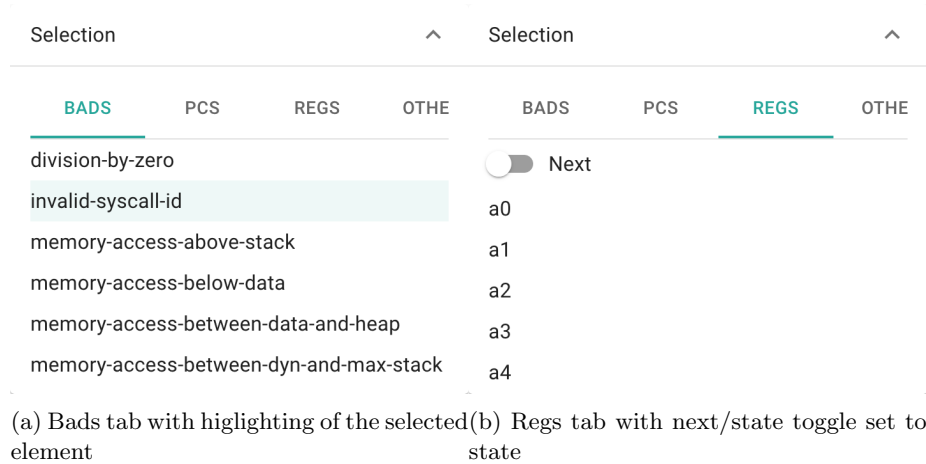 Selection
BADS PCS REGS OTHE
division-by-zero
invalid-syscall-id
memory-access-above-stack
memory-access-below-data
memory-access-between-data-and-heap
memory-access-between-dyn-and-max-stack
(a) Bads tab with higlighting of the selected
element
Selection
BADS PCS REGS OTHE
Next
a0
a1
a2
a3
a4
(b) Regs tab with next/state toggle set to
state